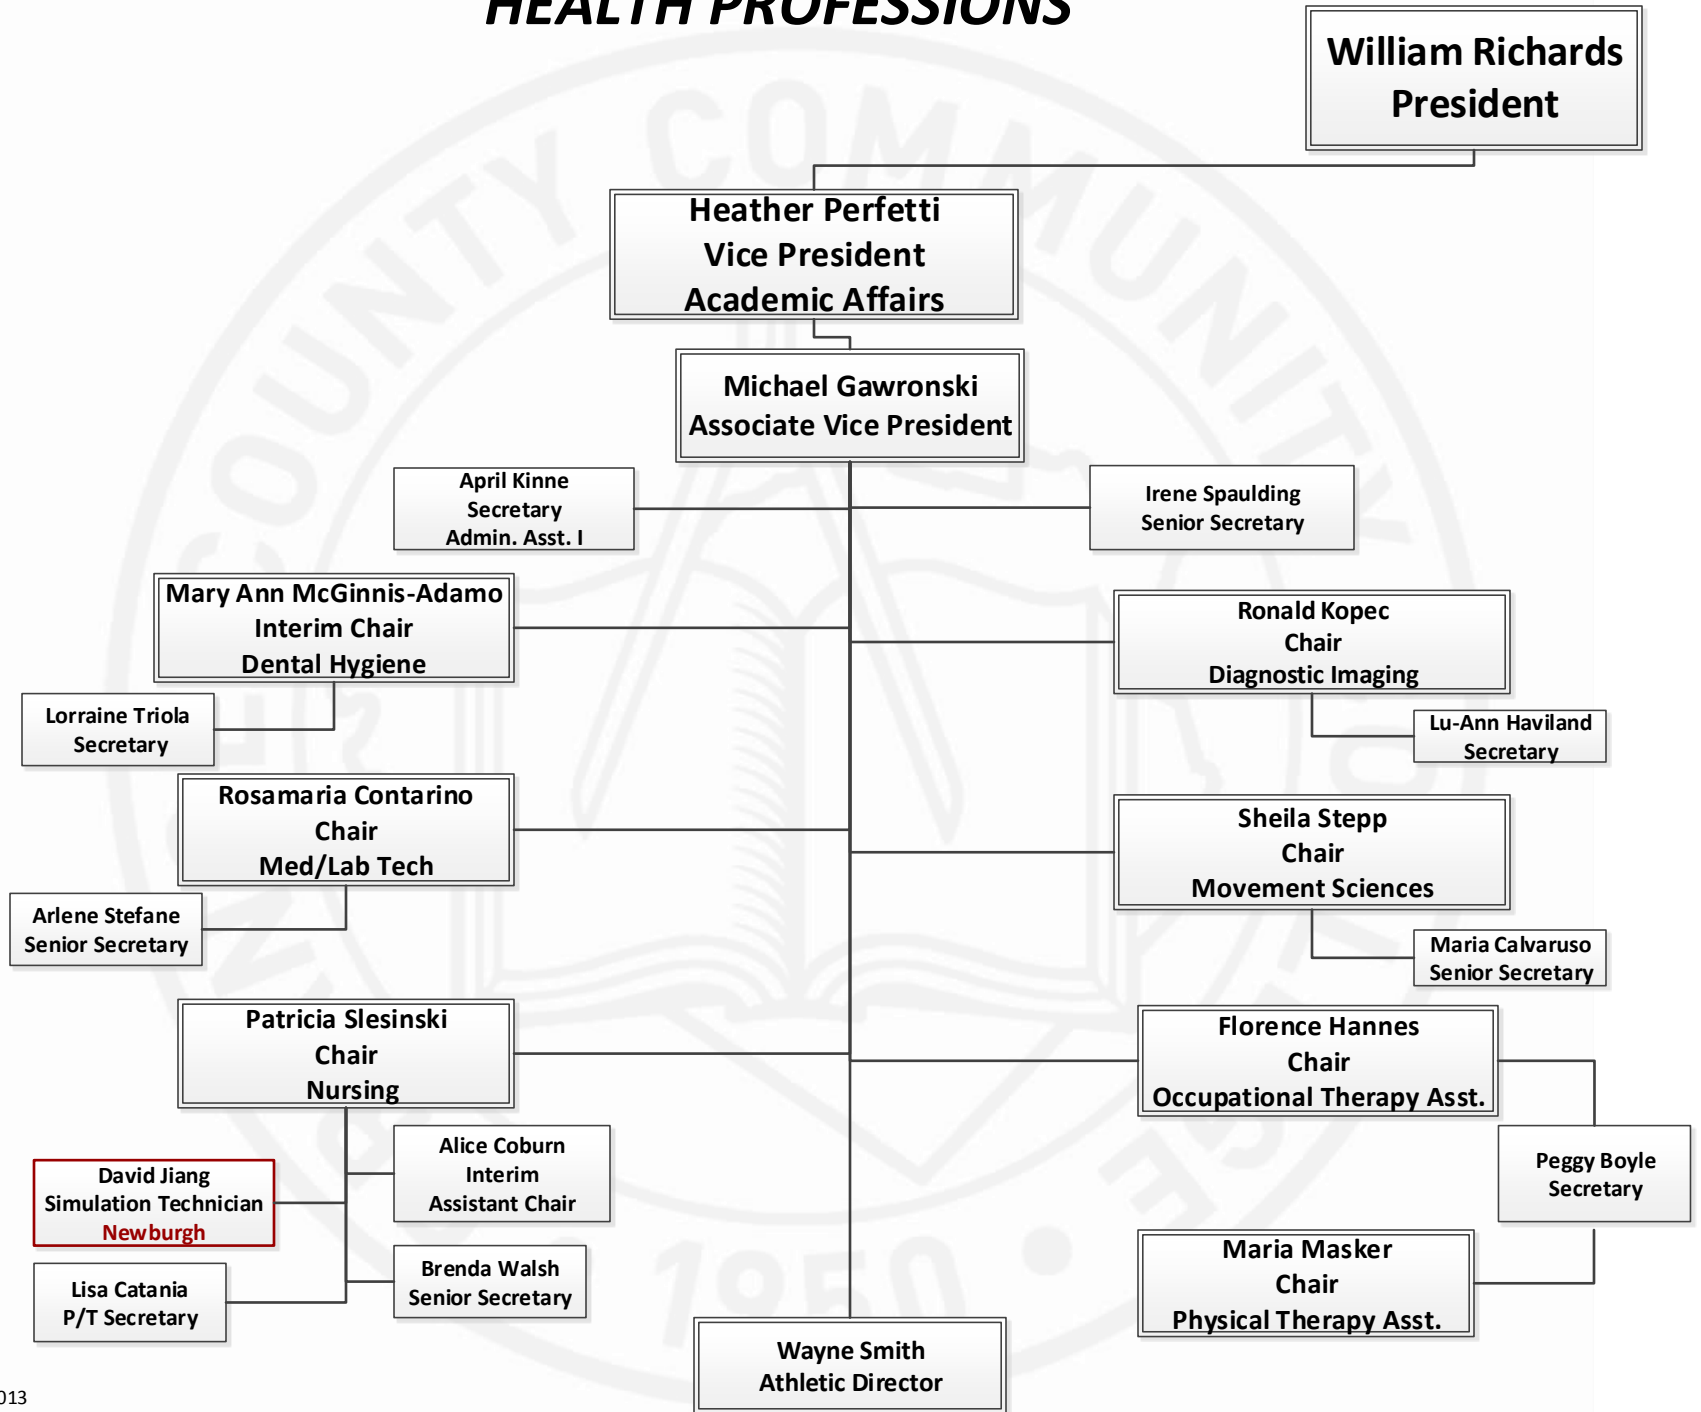 HEALTH PROFESSIONS
William Richards
President
Heather Perfetti
Vice President
Academic Affairs
Michael Gawronski
Associate Vice President
April Kinne
Secretary
Admin. Asst. I
Irene Spaulding
Senior Secretary
Mary Ann McGinnis-Adamo
Interim Chair
Dental Hygiene
Ronald Kopec
Chair
Diagnostic Imaging
Lorraine Triola
Secretary
Lu-Ann Haviland
Secretary
Rosamaria Contarino
Chair
Med/Lab Tech
Sheila Stepp
Chair
Movement Sciences
Arlene Stefane
Senior Secretary
Maria Calvaruso
Senior Secretary
Patricia Slesinski
Chair
Nursing
Florence Hannes
Chair
Occupational Therapy Asst.
Alice Coburn
Interim
Assistant Chair
David Jiang
Simulation Technician
Newburgh
Peggy Boyle
Secretary
Brenda Walsh
Senior Secretary
Lisa Catania
P/T Secretary
Maria Masker
Chair
Physical Therapy Asst.
Wayne Smith
Athletic Director
013
COUNTY COMMUNITY
1950